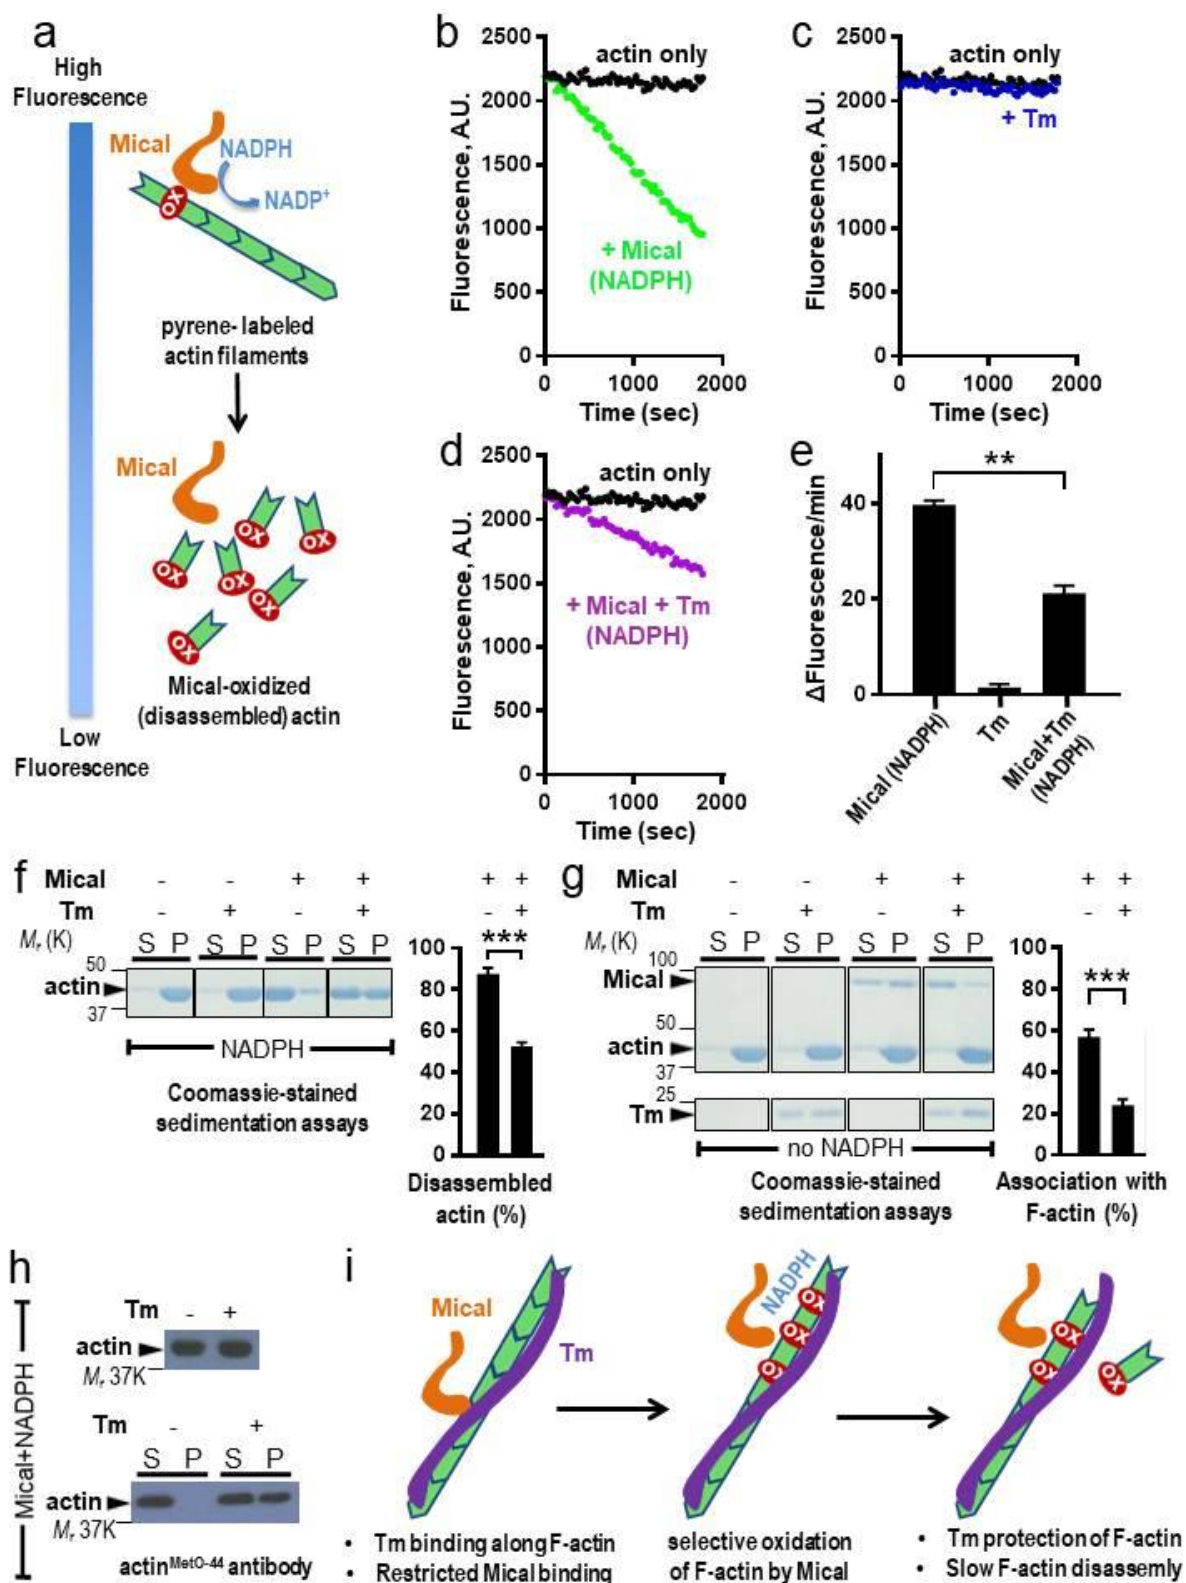 a
High
Fluorescence
Mical
NADPH
NADP⁺
OX
pyrene- labeled
actin filaments
Mical
OX
OX
OX
OX
OX
OX
Mical-oxidized
(disassembled) actin
Low
Fluorescence
b
2500
2000
1500
1000
500
0
Fluorescence, A.U.
actin only
+ Mical
(NADPH)
0 1000 2000
Time (sec)
c
2500
2000
1500
1000
500
0
Fluorescence, A.U.
actin only
+ Tm
0 1000 2000
Time (sec)
d
2500
2000
1500
1000
500
0
Fluorescence, A.U.
actin only
+ Mical + Tm
(NADPH)
0 1000 2000
Time (sec)
e
**
40
20
0
ΔFluorescence/min
Mical (NADPH)
Tm
Mical+Tm
(NADPH)
f
Mical - - + + + +
Tm - + - + - +
Mr (K) S P S P S P S P
50
actin
37
NADPH
Coomassie-stained
sedimentation assays
100
80
60
40
20
0
***
Disassembled
actin (%)
g
Mical - - + + + +
Tm - + - + - +
Mr (K) S P S P S P S P
100
Mical
50
actin
37
25
Tm
no NADPH
Coomassie-stained
sedimentation assays
100
80
60
40
20
0
***
Association with
F-actin (%)
h
Mical+NADPH
Tm - +
actin
Mr 37K
Tm - +
S P S P
actin
Mr 37K
actinᴹᵉᵗᴼ⁻⁴⁴ antibody
i
Mical
Tm
• Tm binding along F-actin
• Restricted Mical binding
NADPH
OX
OX
OX
selective oxidation
of F-actin by Mical
OX
OX
OX
• Tm protection of F-actin
• Slow F-actin disassemly